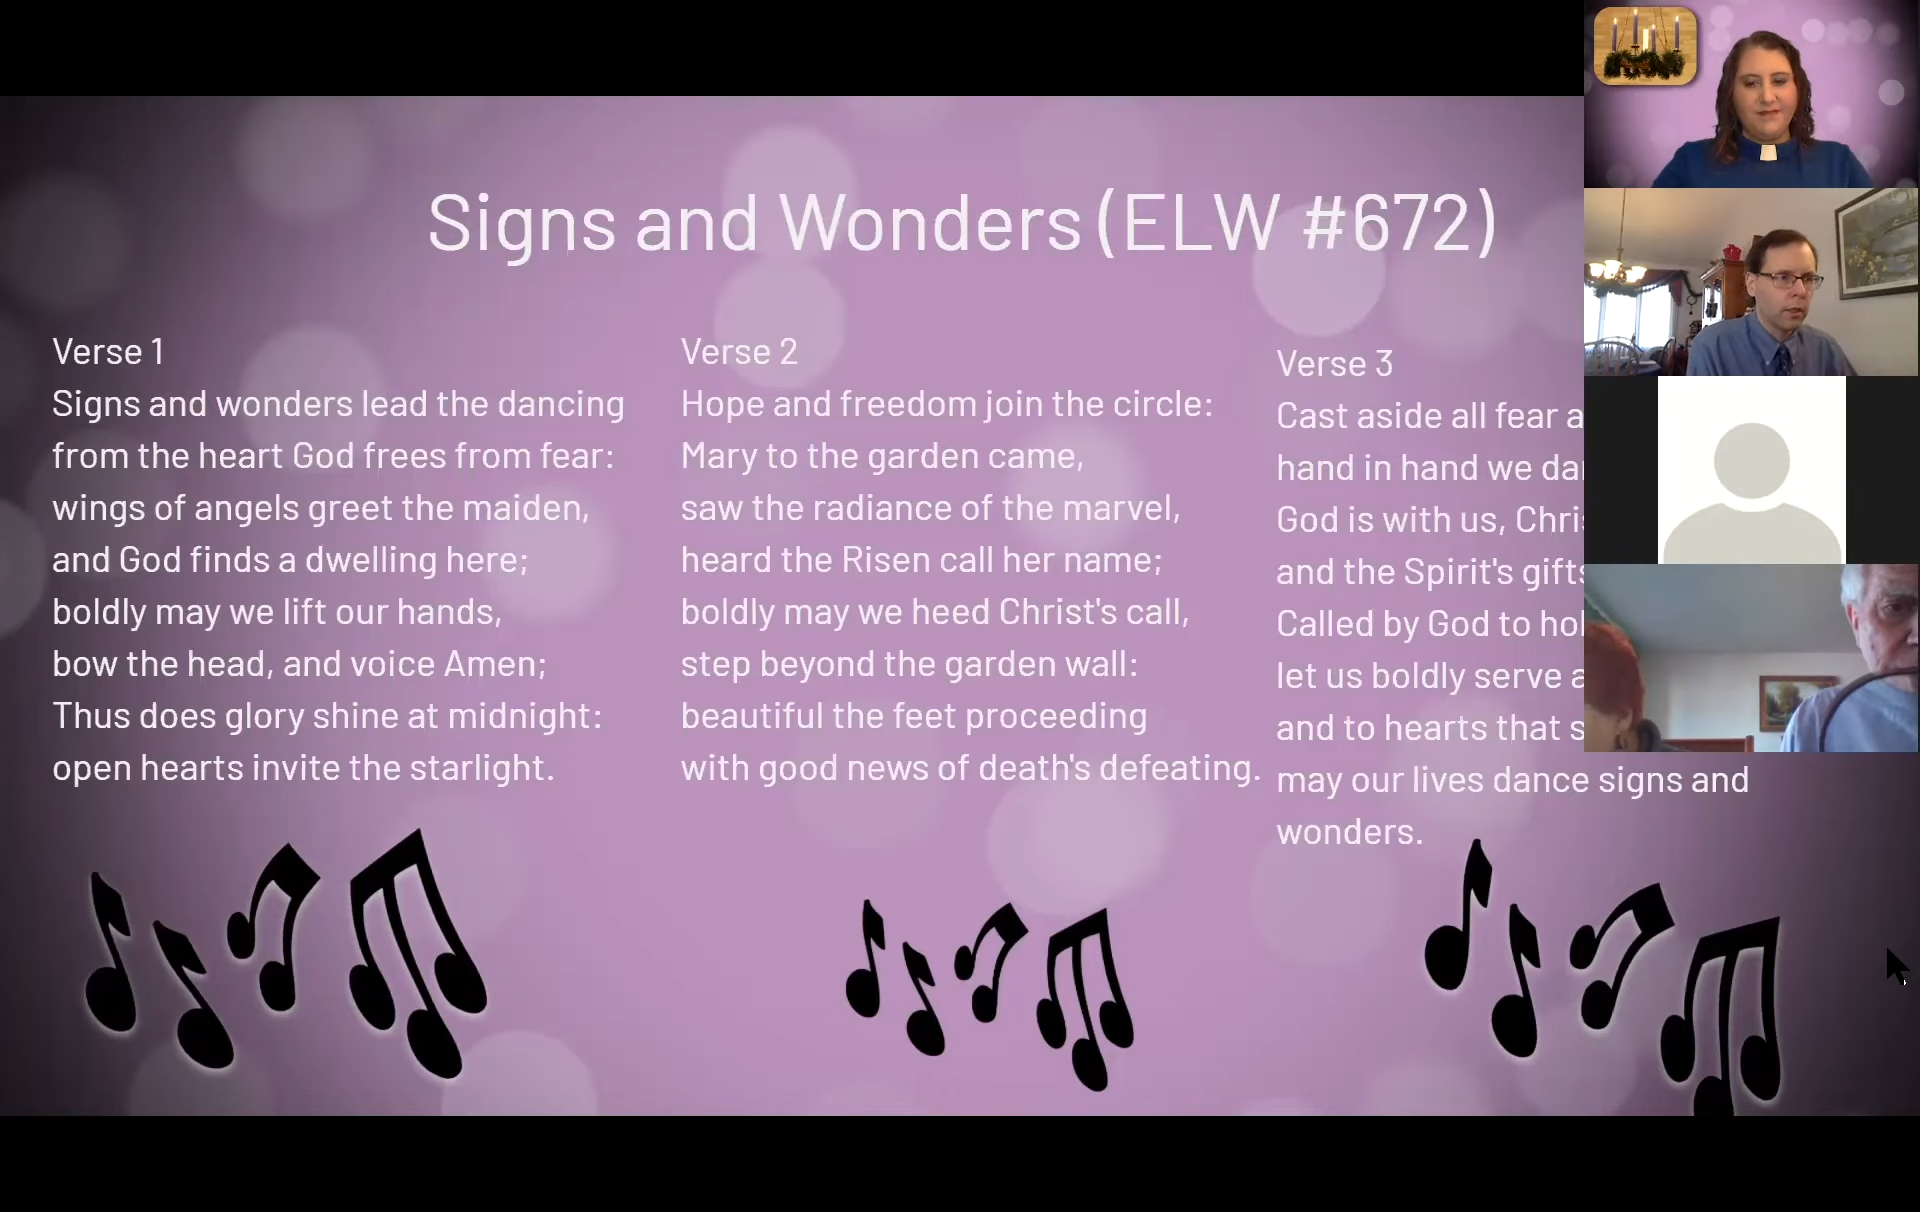 Signs and Wonders (ELW #672)
Verse 1
Signs and wonders lead the dancing
from the heart God frees from fear:
wings of angels greet the maiden,
and God finds a dwelling here;
boldly may we lift our hands,
bow the head, and voice Amen;
Thus does glory shine at midnight:
open hearts invite the starlight.
Verse 2
Hope and freedom join the circle:
Mary to the garden came,
saw the radiance of the marvel,
heard the Risen call her name;
boldly may we heed Christ's call,
step beyond the garden wall:
beautiful the feet proceeding
with good news of death's defeating.
Verse 3
Cast aside all fear
hand in hand we
God is with us,
and the Spirit's
Called by God to
let us boldly serve
and to hearts that
may our lives dance signs and
wonders.